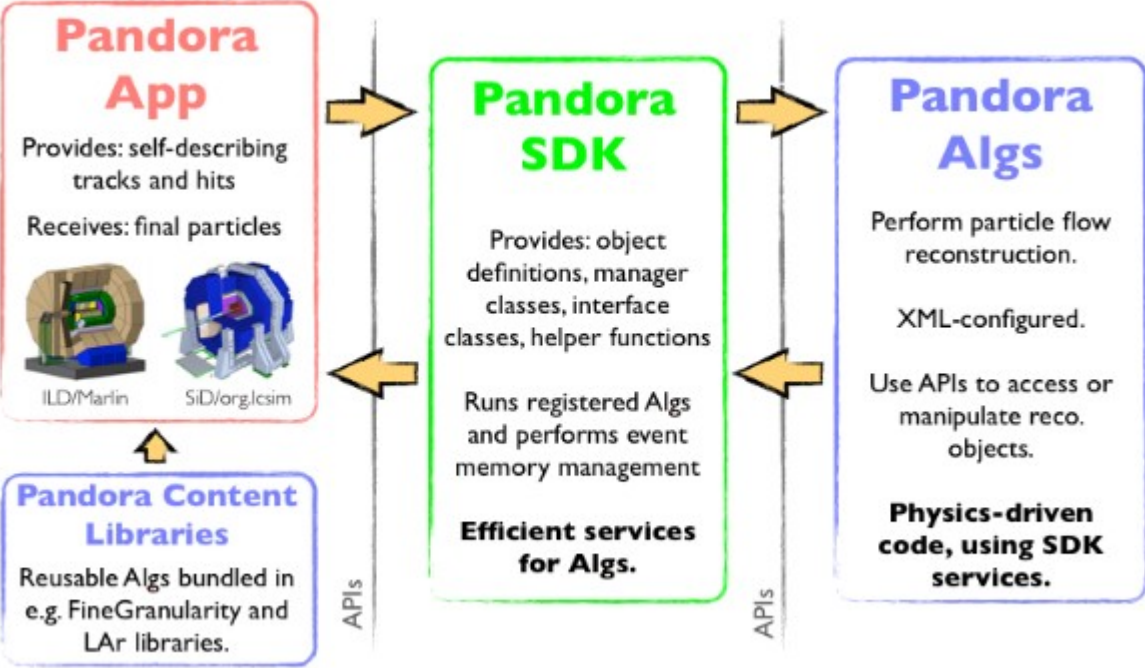 Pandora
App
Provides: self-describing
tracks and hits
Receives: final particles
ILD/Marlin
SiD/org.lcsim
Pandora Content
Libraries
Reusable Algs bundled in
e.g. FineGranularity and
LAr libraries.
APIs
Pandora
SDK
Provides: object
definitions, manager
classes, interface
classes, helper functions
Runs registered Algs
and performs event
memory management
Efficient services
for Algs.
APIs
Pandora
Algs
Perform particle flow
reconstruction.
XML-configured.
Use APIs to access or
manipulate reco.
objects.
Physics-driven
code, using SDK
services.